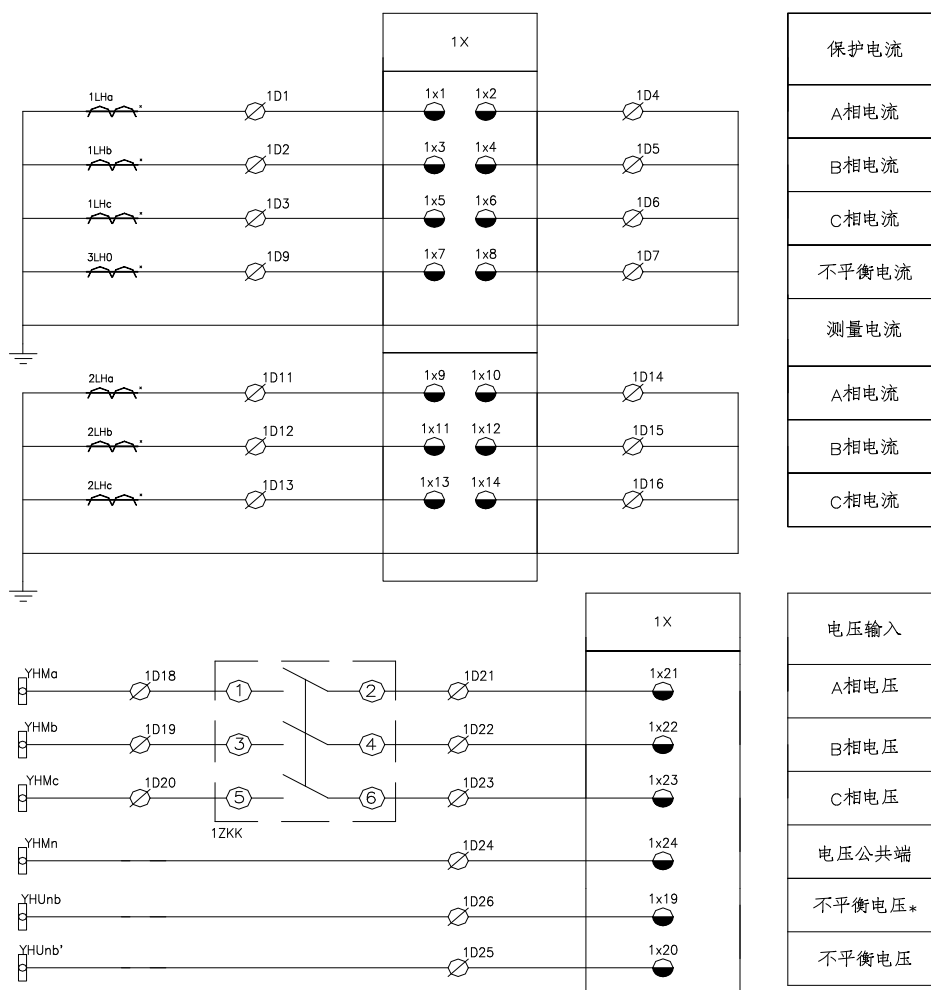 1X
保护电流
1LHa * 1D1 1x1 1x2 1D4 A相电流
1LHb * 1D2 1x3 1x4 1D5 B相电流
1LHc * 1D3 1x5 1x6 1D6 C相电流
3LH0 * 1D9 1x7 1x8 1D7 不平衡电流
测量电流
2LHa * 1D11 1x9 1x10 1D14 A相电流
2LHb * 1D12 1x11 1x12 1D15 B相电流
2LHc * 1D13 1x13 1x14 1D16 C相电流
1X
电压输入
YHMa 1D18 1 2 1D21 1x21 A相电压
YHMb 1D19 3 4 1D22 1x22 B相电压
YHMc 1D20 5 6 1D23 1x23 C相电压
1ZKK
YHMn 1D24 1x24 电压公共端
YHUnb 1D26 1x19 不平衡电压*
YHUnb' 1D25 1x20 不平衡电压